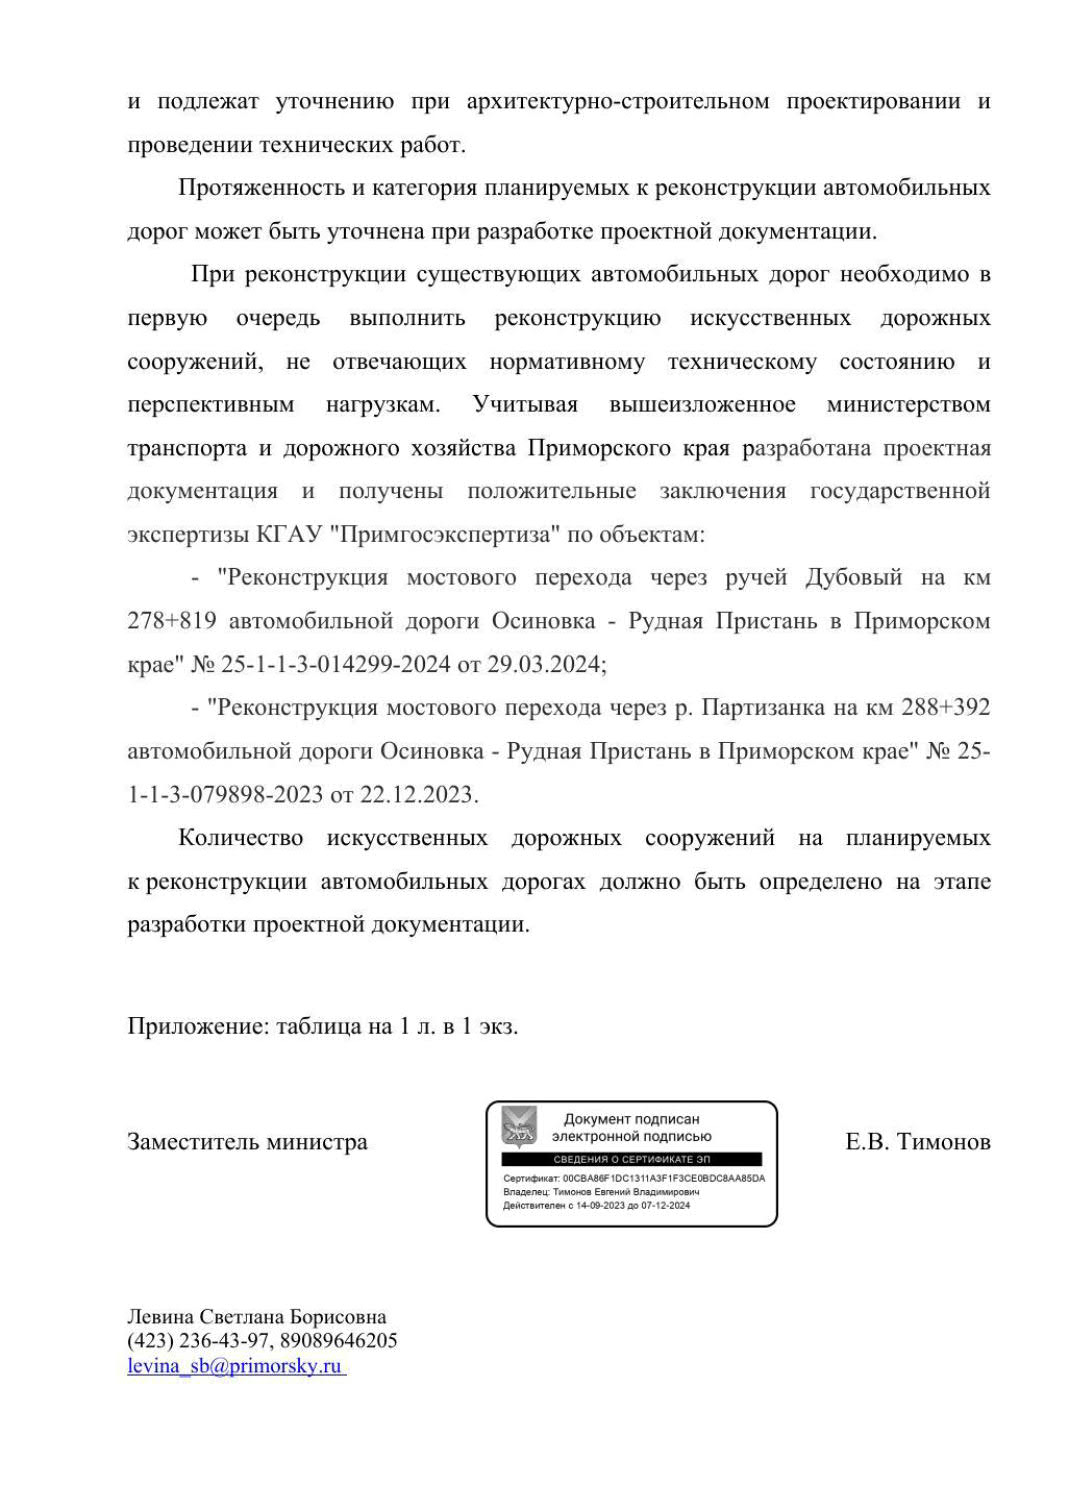 и подлежат уточнению при архитектурно-строительном проектировании и
проведении технических работ.
Протяженность и категория планируемых к реконструкции автомобильных
дорог может быть уточнена при разработке проектной документации.
При реконструкции существующих автомобильных дорог необходимо в
первую очередь выполнить реконструкцию искусственных дорожных
сооружений, не отвечающих нормативному техническому состоянию и
перспективным нагрузкам. Учитывая вышеизложенное министерством
транспорта и дорожного хозяйства Приморского края разработана проектная
документация и получены положительные заключения государственной
экспертизы КГАУ "Примгосэкспертиза" по объектам:
- "Реконструкция мостового перехода через ручей Дубовый на км
278+819 автомобильной дороги Осиновка - Рудная Пристань в Приморском
крае" № 25-1-1-3-014299-2024 от 29.03.2024;
- "Реконструкция мостового перехода через р. Партизанка на км 288+392
автомобильной дороги Осиновка - Рудная Пристань в Приморском крае" № 25-
1-1-3-079898-2023 от 22.12.2023.
Количество искусственных дорожных сооружений на планируемых
к реконструкции автомобильных дорогах должно быть определено на этапе
разработки проектной документации.
Приложение: таблица на 1 л. в 1 экз.
Заместитель министра
Документ подписан
электронной подписью
СВЕДЕНИЯ О СЕРТИФИКАТЕ ЭП
Сертификат: 00CBA86F1DC1311A3F1F3CE0BDC8AA85DA
Владелец: Тимонов Евгений Владимирович
Действителен с 14-09-2023 до 07-12-2024
Е.В. Тимонов
Левина Светлана Борисовна
(423) 236-43-97, 89089646205
levina_sb@primorsky.ru